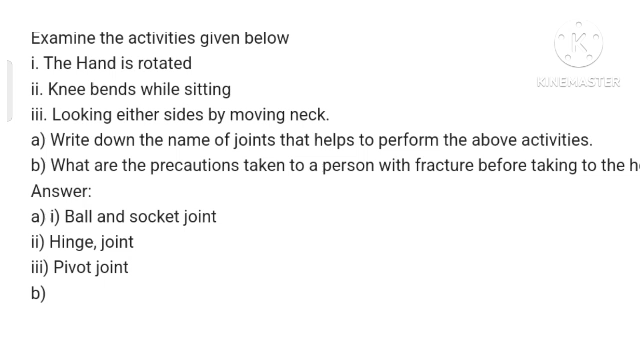 Examine the activities given below
K
KINEMASTER
i. The Hand is rotated
ii. Knee bends while sitting
iii. Looking either sides by moving neck.
a) Write down the name of joints that helps to perform the above activities.
b) What are the precautions taken to a person with fracture before taking to the
Answer:
a) i) Ball and socket joint
ii) Hinge, joint
iii) Pivot joint
b)